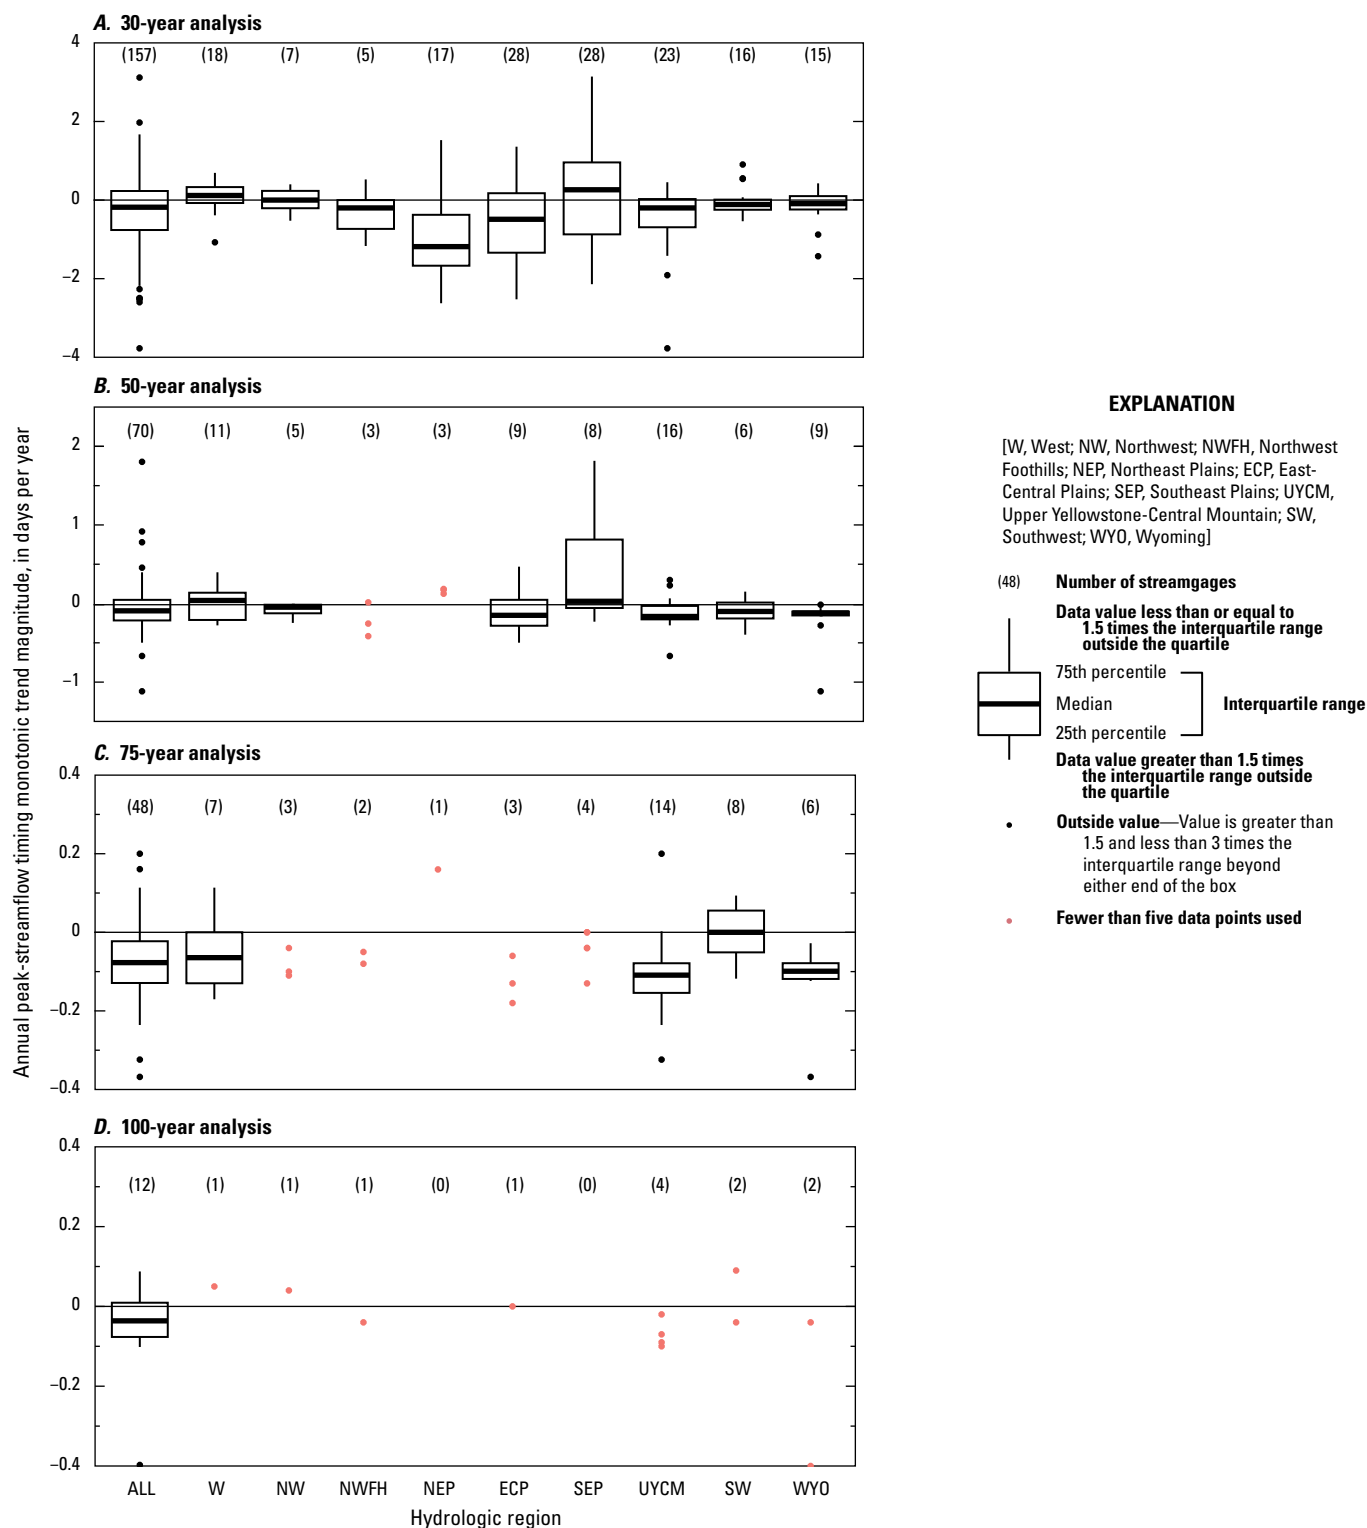 A. 30-year analysis
4
(157) (18) (7) (5) (17) (28) (28) (23) (16) (15)
2
0
−2
−4
B. 50-year analysis
(70) (11) (5) (3) (3) (9) (8) (16) (6) (9)
2
1
0
−1
C. 75-year analysis
0.4
(48) (7) (3) (2) (1) (3) (4) (14) (8) (6)
0.2
0
−0.2
−0.4
D. 100-year analysis
0.4
(12) (1) (1) (1) (0) (1) (0) (4) (2) (2)
0.2
0
−0.2
−0.4
ALL W NW NWFH NEP ECP SEP UYCM SW WYO
Hydrologic region
Annual peak-streamflow timing monotonic trend magnitude, in days per year
EXPLANATION
[W, West; NW, Northwest; NWFH, Northwest
Foothills; NEP, Northeast Plains; ECP, East-
Central Plains; SEP, Southeast Plains; UYCM,
Upper Yellowstone-Central Mountain; SW,
Southwest; WYO, Wyoming]
(48) Number of streamgages
Data value less than or equal to
1.5 times the interquartile range
outside the quartile
75th percentile
Median
Interquartile range
25th percentile
Data value greater than 1.5 times
the interquartile range outside
the quartile
Outside value—Value is greater than
1.5 and less than 3 times the
interquartile range beyond
either end of the box
Fewer than five data points used